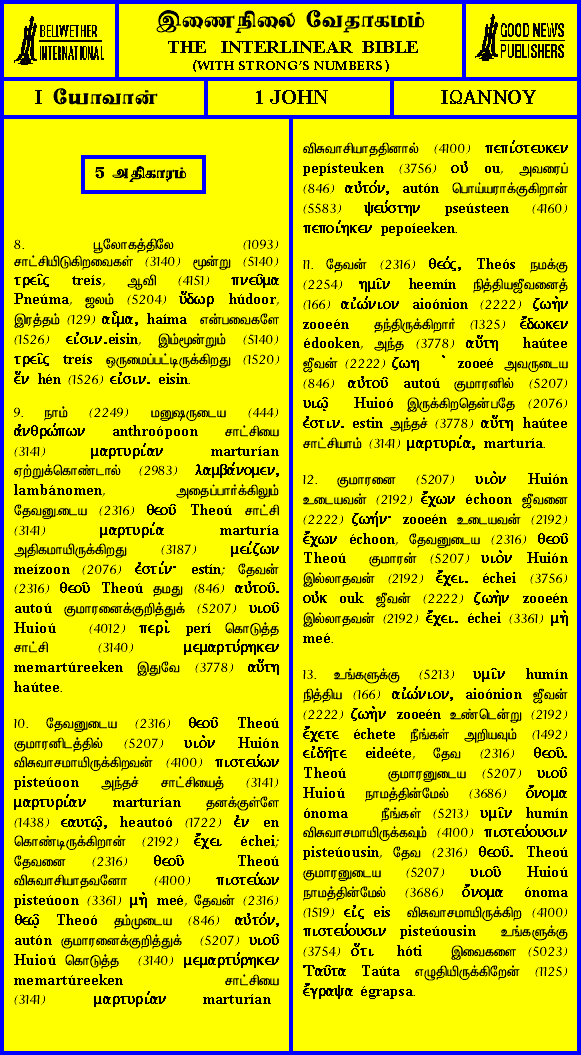 BELLWETHER
INTERNATIONAL
இணைநிலை வேதாகமம்
THE INTERLINEAR BIBLE
(WITH STRONG'S NUMBERS)
GOOD NEWS
PUBLISHERS
I யோவான்
1 JOHN
ΙΩΑΝΝΟΥ
5 அதிகாரம்
8. பூலோகத்திலே (1093)
சாட்சியிடுகிறவைகள் (3140) மூன்று (5140)
τρεῖς treís, ஆவி (4151) πνεῦμα
Pneúma, ஜலம் (5204) ὕδωρ húdoor,
இரத்தம் (129) αἷμα, haíma என்பவைகளே
(1526) εἰσιν.eisin, இம்மூன்றும் (5140)
τρεῖς treis ஒருமைப்பட்டிருக்கிறது (1520)
ἕν hén (1526) εἰσιν. eisin.
9. நாம் (2249) மனுஷருடைய (444)
ἀνθρώπων anthroópoon சாட்சியை
(3141) μαρτυρίαν marturían
ஏற்றுக்கொண்டால் (2983) λαμβάνομεν,
lambánomen, அதைப்பார்க்கிலும்
தேவனுடைய (2316) θεοῦ Theoú சாட்சி
(3141) μαρτυρία marturía
அதிகமாயிருக்கிறது (3187) μείζων
meízoon (2076) ἐστίν· estín; தேவன்
(2316) θεοῦ Theoú தமது (846) αὐτοῦ.
autoú குமாரனைக்குறித்துக் (5207) υιοῦ
Huioú (4012) περὶ perí கொடுத்த
சாட்சி (3140) μεμαρτύρηκεν
memartúreeken இதுவே (3778) αὕτη
haútee.
10. தேவனுடைய (2316) θεοῦ Theoú
குமாரனிடத்தில் (5207) υιὸν Huión
விசுவாசமாயிருக்கிறவன் (4100) πιστεύων
pisteúoon அந்தச் சாட்சியைத் (3141)
μαρτυρίαν marturían தனக்குள்ளே
(1438) εαυτῷ, heautoó (1722) ἐν en
கொண்டிருக்கிறான் (2192) ἔχει échei;
தேவனை (2316) θεοῦ Theoú
விசுவாசியாதவனோ (4100) πιστεύων
pisteúoon (3361) μὴ meé, தேவன் (2316)
θεῷ Theoó தம்முடைய (846) αὐτόν,
autón குமாரனைக்குறித்துக் (5207) υιοῦ
Huioú கொடுத்த (3140) μεμαρτύρηκεν
memartúreeken சாட்சியை
(3141) μαρτυρίαν marturían
விசுவாசியாததினால் (4100) πεπίστευκεν
pepísteuken (3756) οὐ ou, அவரைப்
(846) αὐτόν, autón பொய்யராக்குகிறான்
(5583) ψεύστην pseústeen (4160)
πεποίηκεν pepoíeeken.
11. தேவன் (2316) θεός, Theós நமக்கு
(2254) ημῖν heemín நித்தியஜீவனைத்
(166) αἰώνιον aioónion (2222) ζωὴν
zooeén தந்திருக்கிறார் (1325) ἔδωκεν
édooken, அந்த (3778) αὕτη haútee
ஜீவன் (2222) ζωη ` zooeé அவருடைய
(846) αὐτοῦ autoú குமாரனில் (5207)
υιῷ Huioó இருக்கிறதென்பதே (2076)
ἐστιν. estin அந்தச் (3778) αὕτη haútee
சாட்சியாம் (3141) μαρτυρία, marturía.
12. குமாரனை (5207) υιὸν Huión
உடையவன் (2192) ἔχων échoon ஜீவனை
(2222) ζωήν· zooeén உடையவன் (2192)
ἔχων échoon, தேவனுடைய (2316) θεοῦ
Theoú குமாரன் (5207) υιὸν Huión
இல்லாதவன் (2192) ἔχει. échei (3756)
οὐκ ouk ஜீவன் (2222) ζωὴν zooeén
இல்லாதவன் (2192) ἔχει. échei (3361) μὴ
meé.
13. உங்களுக்கு (5213) υμῖν humín
நித்திய (166) αἰώνιον, aioónion ஜீவன்
(2222) ζωὴν zooeén உண்டென்று (2192)
ἔχετε échete நீங்கள் அறியவும் (1492)
εἰδῆτε eideéte, தேவ (2316) θεοῦ.
Theoú குமாரனுடைய (5207) υιοῦ
Huioú நாமத்தின்மேல் (3686) ὄνομα
ónoma நீங்கள் (5213) υμῖν humín
விசுவாசமாயிருக்கவும் (4100) πιστεύουσιν
pisteúousin, தேவ (2316) θεοῦ. Theoú
குமாரனுடைய (5207) υιοῦ Huioú
நாமத்தின்மேல் (3686) ὄνομα ónoma
(1519) εἰς eis விசுவாசமாயிருக்கிற (4100)
πιστεύουσιν pisteúousin உங்களுக்கு
(3754) ὅτι hóti இவைகளை (5023)
Ταῦτα Taúta எழுதியிருக்கிறேன் (1125)
ἔγραψα égrapsa.